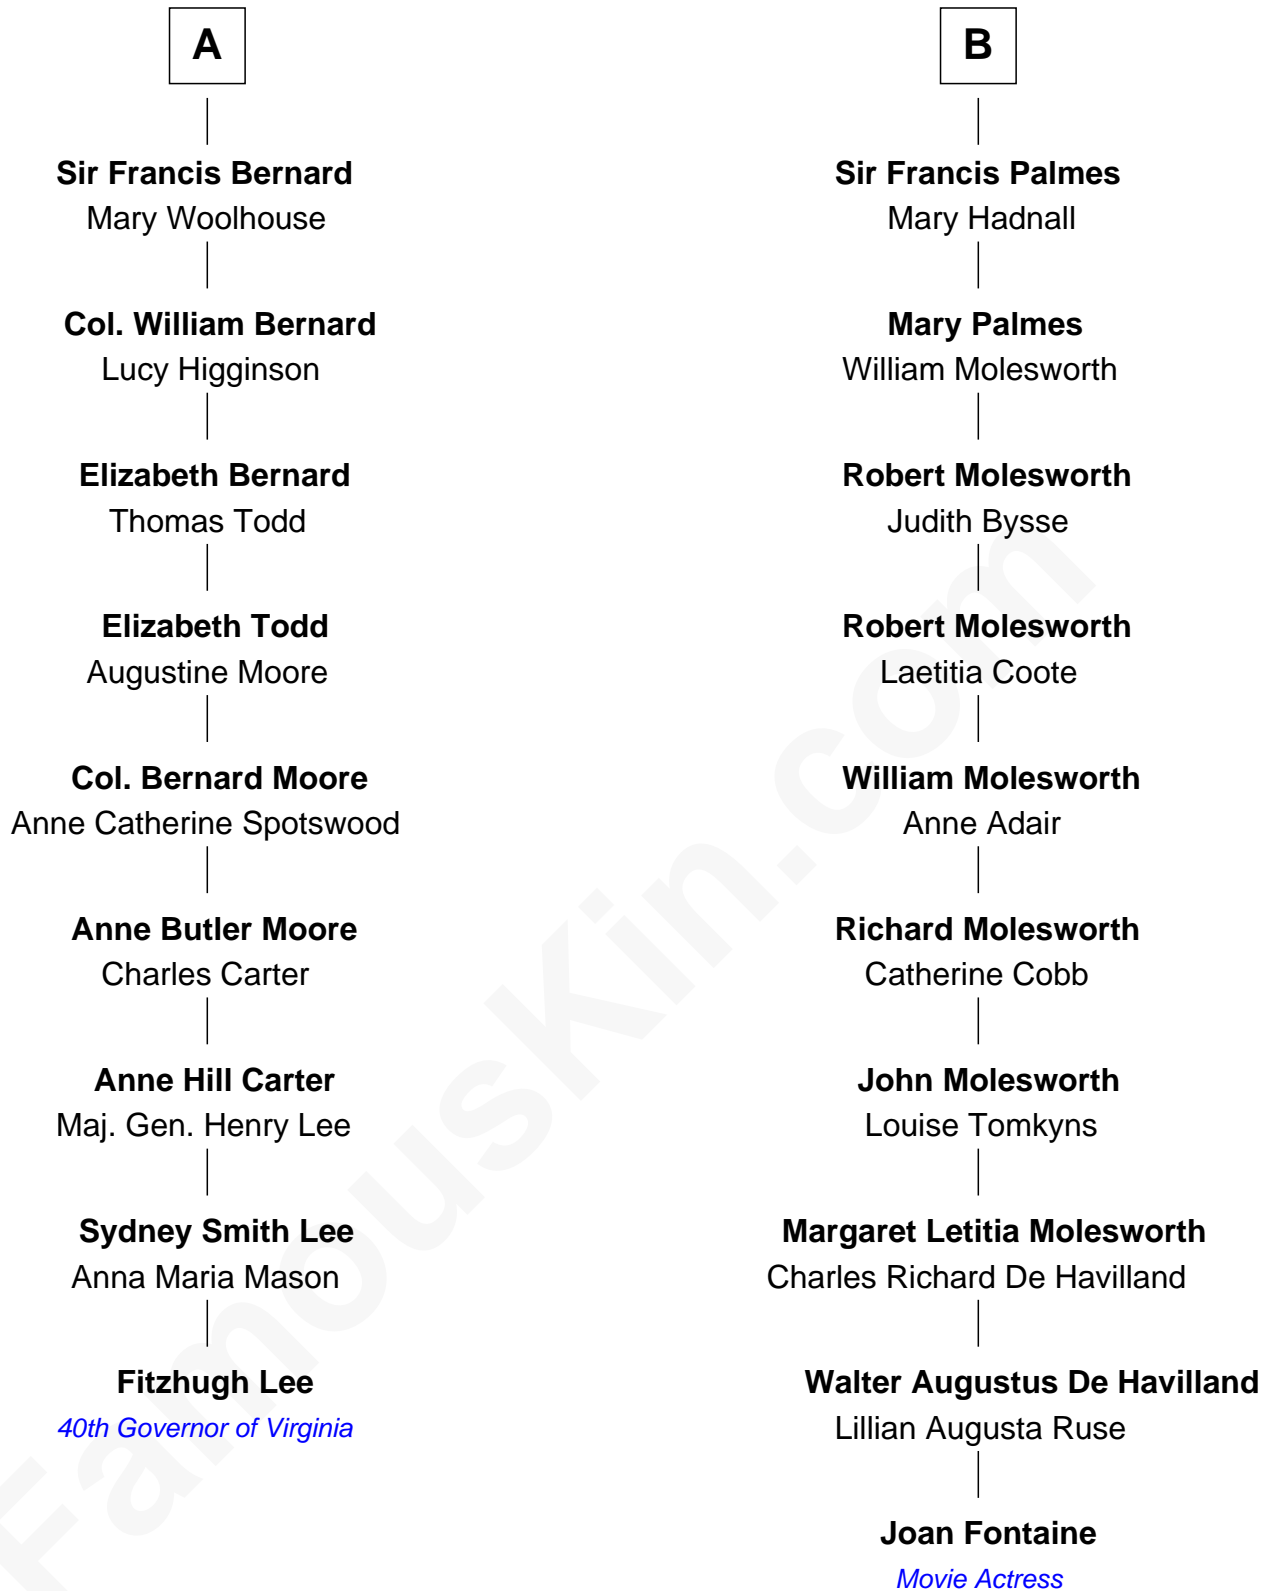 A
Sir Francis Bernard
Mary Woolhouse
Col. William Bernard
Lucy Higginson
Elizabeth Bernard
Thomas Todd
Elizabeth Todd
Augustine Moore
Col. Bernard Moore
Anne Catherine Spotswood
Anne Butler Moore
Charles Carter
Anne Hill Carter
Maj. Gen. Henry Lee
Sydney Smith Lee
Anna Maria Mason
Fitzhugh Lee
40th Governor of Virginia
B
Sir Francis Palmes
Mary Hadnall
Mary Palmes
William Molesworth
Robert Molesworth
Judith Bysse
Robert Molesworth
Laetitia Coote
William Molesworth
Anne Adair
Richard Molesworth
Catherine Cobb
John Molesworth
Louise Tomkyns
Margaret Letitia Molesworth
Charles Richard De Havilland
Walter Augustus De Havilland
Lillian Augusta Ruse
Joan Fontaine
Movie Actress
FamousKin.com